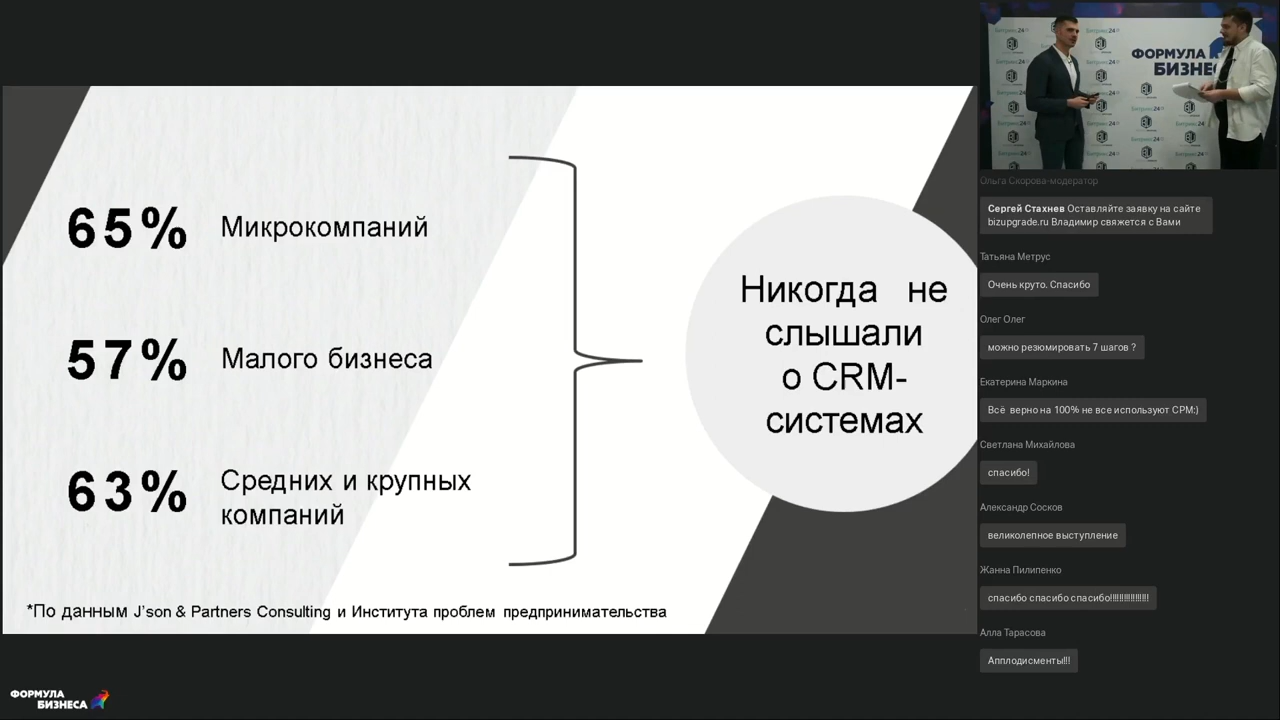 65%
Микрокомпаний
57%
Малого бизнеса
63%
Средних и крупных
компаний
Никогда не
слышали
о CRM-
системах
*По данным J'son & Partners Consulting и Института проблем предпринимательства
ФОРМУЛА
БИЗНЕСА
Битрикс24
ФОРМУЛА
БИЗНЕС
Ольга Скорова-модератор
Сергей Стахнев Оставляйте заявку на сайте
bizupgrade.ru Владимир свяжется с Вами
Татьяна Метрус
Очень круто. Спасибо
Олег Олег
можно резюмировать 7 шагов ?
Екатерина Маркина
Всё верно на 100% не все используют СРМ:)
Светлана Михайлова
спасибо!
Александр Сосков
великолепное выступление
Жанна Пилипенко
спасибо спасибо спасибо!!!!!!!!!!!!!!!!!
Алла Тарасова
Апплодисменты!!!